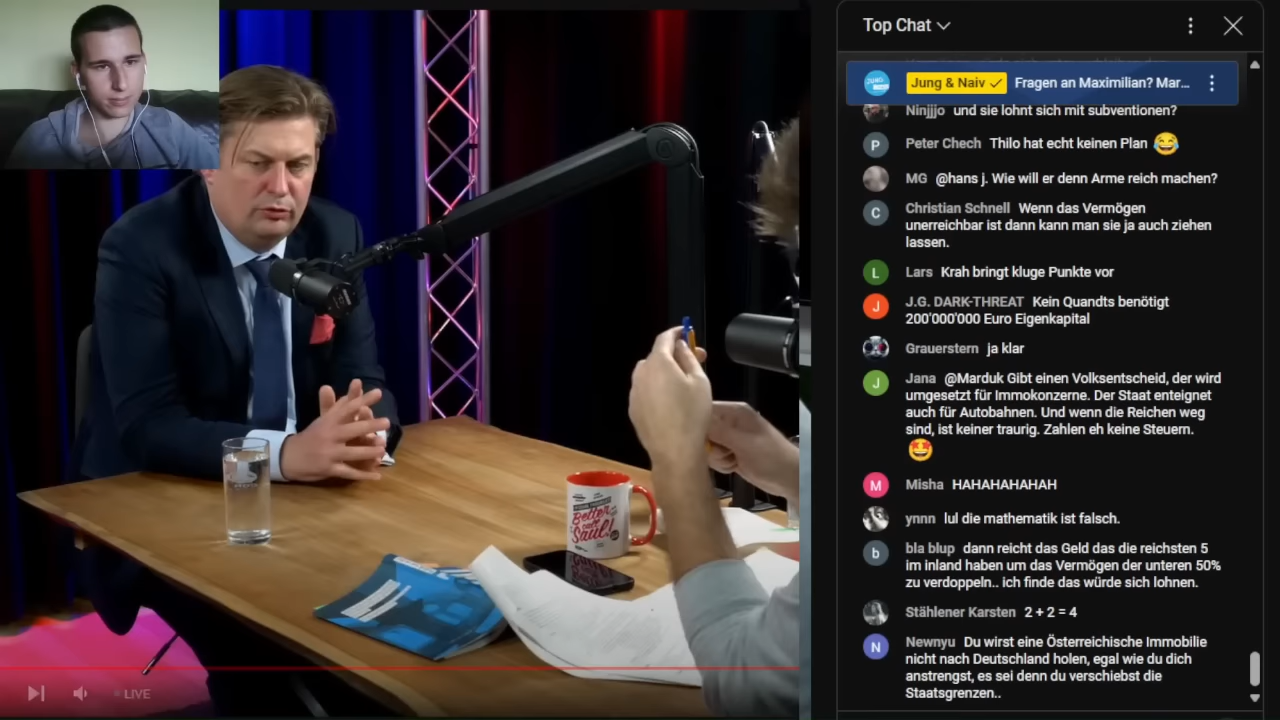 Top Chat
JUNG
Jung & Naiv Fragen an Maximilian? Mar...
Ninjjjo und sie lohnt sich mit subventionen?
P Peter Chech Thilo hat echt keinen Plan 😂
MG @hans j. Wie will er denn Arme reich machen?
C Christian Schnell Wenn das Vermögen
unerreichbar ist dann kann man sie ja auch ziehen
lassen.
L Lars Krah bringt kluge Punkte vor
J J.G. DARK-THREAT Kein Quandts benötigt
200'000'000 Euro Eigenkapital
Grauerstern ja klar
J Jana @Marduk Gibt einen Volksentscheid, der wird
umgesetzt für Immokonzerne. Der Staat enteignet
auch für Autobahnen. Und wenn die Reichen weg
sind, ist keiner traurig. Zahlen eh keine Steuern.
🤩
M Misha HAHAHAHAHAH
ynnn lul die mathematik ist falsch.
b bla blup dann reicht das Geld das die reichsten 5
im inland haben um das Vermögen der unteren 50%
zu verdoppeln.. ich finde das würde sich lohnen.
Stählener Karsten 2 + 2 = 4
N Newnyu Du wirst eine Österreichische Immobilie
nicht nach Deutschland holen, egal wie du dich
anstrengst, es sei denn du verschiebst die
Staatsgrenzen..
Better
Call
Saul!
LIVE